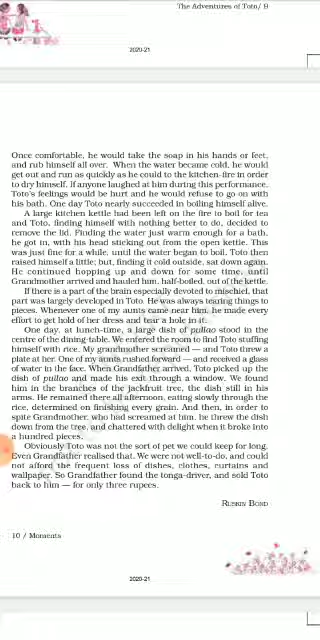 The Adventures of Toto/ 9
2020-21
Once comfortable, he would take the soap in his hands or feet,
and rub himself all over. When the water became cold, he would
get out and run as quickly as he could to the kitchen-fire in order
to dry himself. If anyone laughed at him during this performance,
Toto's feelings would be hurt and he would refuse to go on with
his bath. One day Toto nearly succeeded in boiling himself alive.
A large kitchen kettle had been left on the fire to boil for tea
and Toto, finding himself with nothing better to do, decided to
remove the lid. Finding the water just warm enough for a bath,
he got in, with his head sticking out from the open kettle. This
was just fine for a while, until the water began to boil. Toto then
raised himself a little; but, finding it cold outside, sat down again.
He continued hopping up and down for some time, until
Grandmother arrived and hauled him, half-boiled, out of the kettle.
If there is a part of the brain especially devoted to mischief, that
part was largely developed in Toto. He was always tearing things to
pieces. Whenever one of my aunts came near him, he made every
effort to get hold of her dress and tear a hole in it.
One day, at lunch-time, a large dish of pullao stood in the
centre of the dining-table. We entered the room to find Toto stuffing
himself with rice. My grandmother screamed — and Toto threw a
plate at her. One of my aunts rushed forward — and received a glass
of water in the face. When Grandfather arrived, Toto picked up the
dish of pullao and made his exit through a window. We found
him in the branches of the jackfruit tree, the dish still in his
arms. He remained there all afternoon, eating slowly through the
rice, determined on finishing every grain. And then, in order to
spite Grandmother, who had screamed at him, he threw the dish
down from the tree, and chattered with delight when it broke into
a hundred pieces.
Obviously Toto was not the sort of pet we could keep for long.
Even Grandfather realised that. We were not well-to-do, and could
not afford the frequent loss of dishes, clothes, curtains and
wallpaper. So Grandfather found the tonga-driver, and sold Toto
back to him — for only three rupees.
RUSKIN BOND
10 / Moments
2020-21